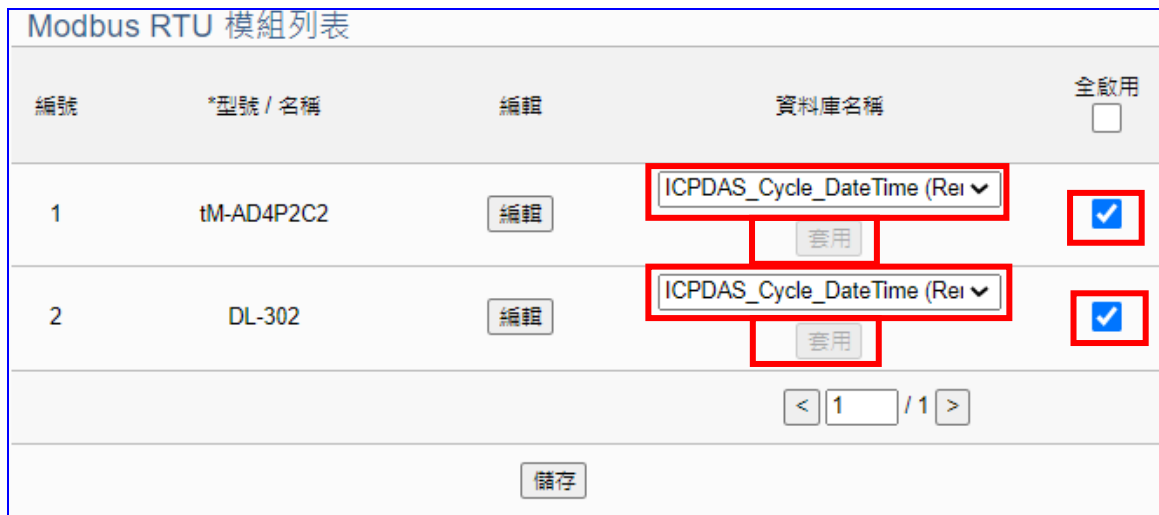 Modbus RTU 模組列表
編號 *型號 / 名稱 編輯 資料庫名稱 全啟用
ICPDAS_Cycle_DateTime (Rei
1 tM-AD4P2C2 編輯
套用
ICPDAS_Cycle_DateTime (Rei
2 DL-302 編輯
套用
< 1 / 1 >
儲存